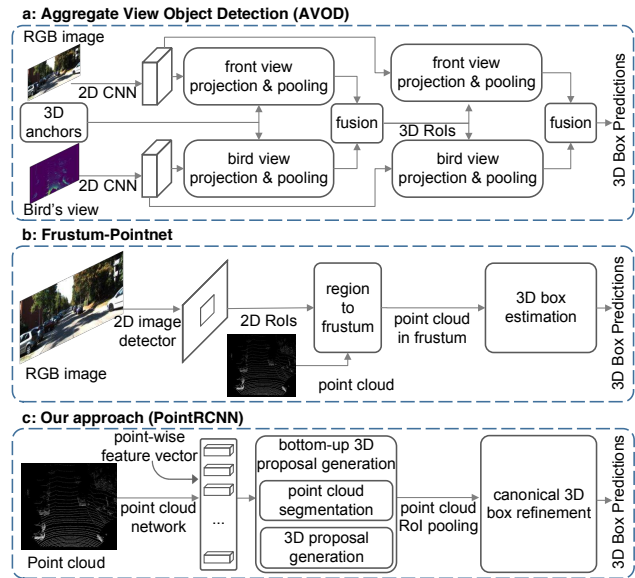 a: Aggregate View Object Detection (AVOD)
RGB image
2D CNN
front view
projection & pooling
front view
projection & pooling
3D
anchors
fusion
3D RoIs
fusion
2D CNN
bird view
projection & pooling
bird view
projection & pooling
Bird's view
3D Box Predictions
b: Frustum-Pointnet
RGB image
2D image
detector
2D RoIs
point cloud
region
to
frustum
point cloud
in frustum
3D box
estimation
3D Box Predictions
c: Our approach (PointRCNN)
Point cloud
point-wise
feature vector
point cloud
network
...
bottom-up 3D
proposal generation
point cloud
segmentation
3D proposal
generation
point cloud
RoI pooling
canonical 3D
box refinement
3D Box Predictions